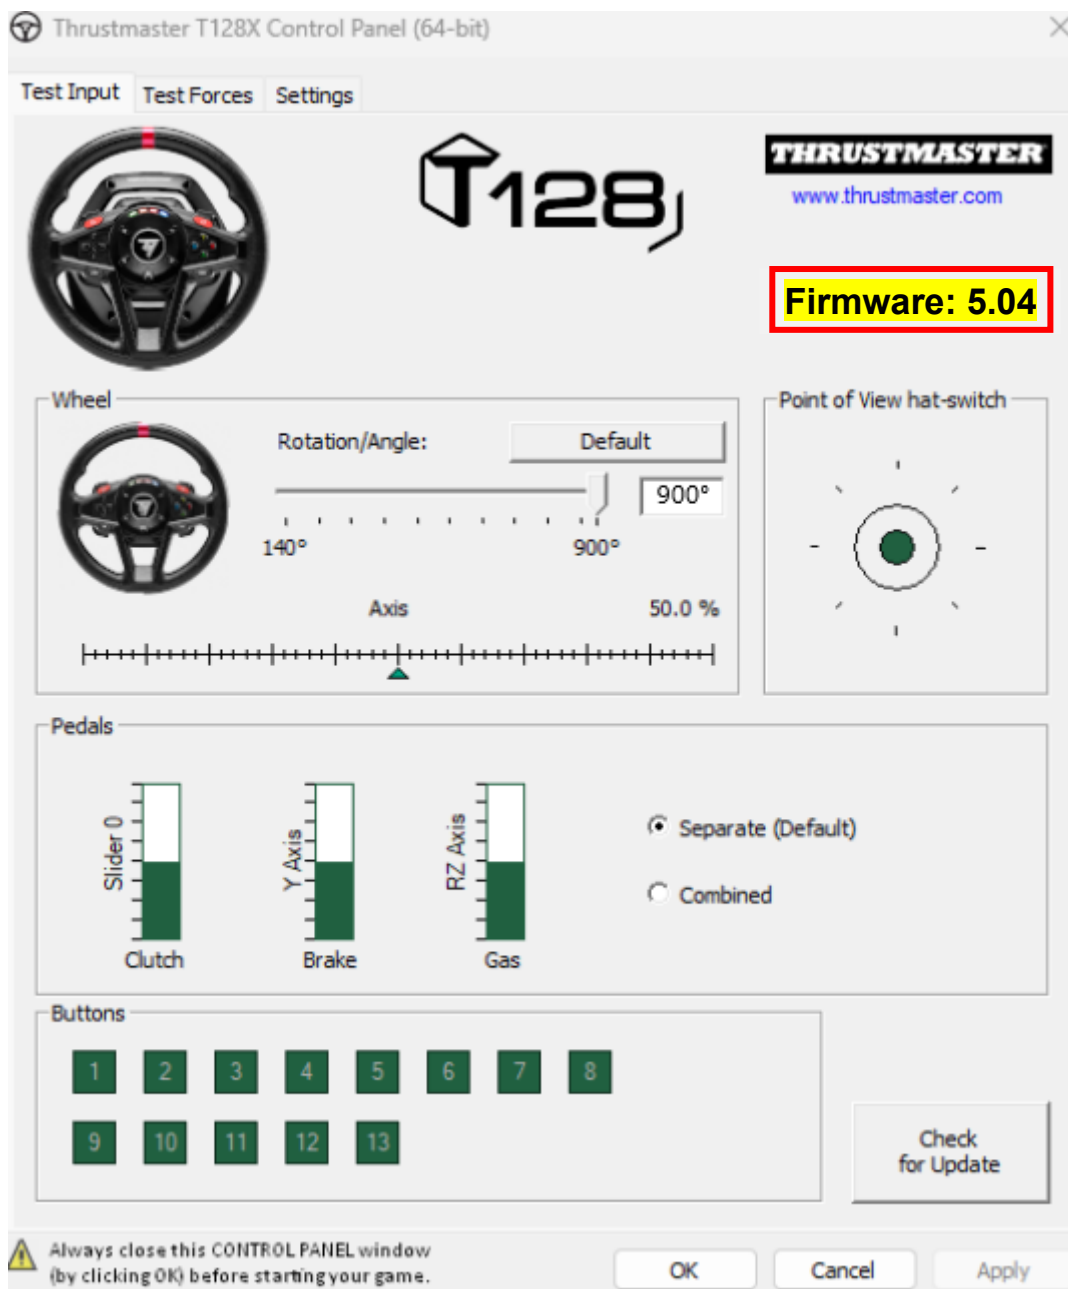 Thrustmaster T128X Control Panel (64-bit)
Test Input Test Forces Settings
T128
THRUSTMASTER
www.thrustmaster.com
Firmware: 5.04
Wheel
Rotation/Angle: Default
900°
140° 900°
Axis 50.0 %
Point of View hat-switch
Pedals
Slider 0
Clutch
Y Axis
Brake
RZ Axis
Gas
Separate (Default)
Combined
Buttons
1 2 3 4 5 6 7 8
9 10 11 12 13
Check
for Update
Always close this CONTROL PANEL window
(by clicking OK) before starting your game.
OK Cancel Apply